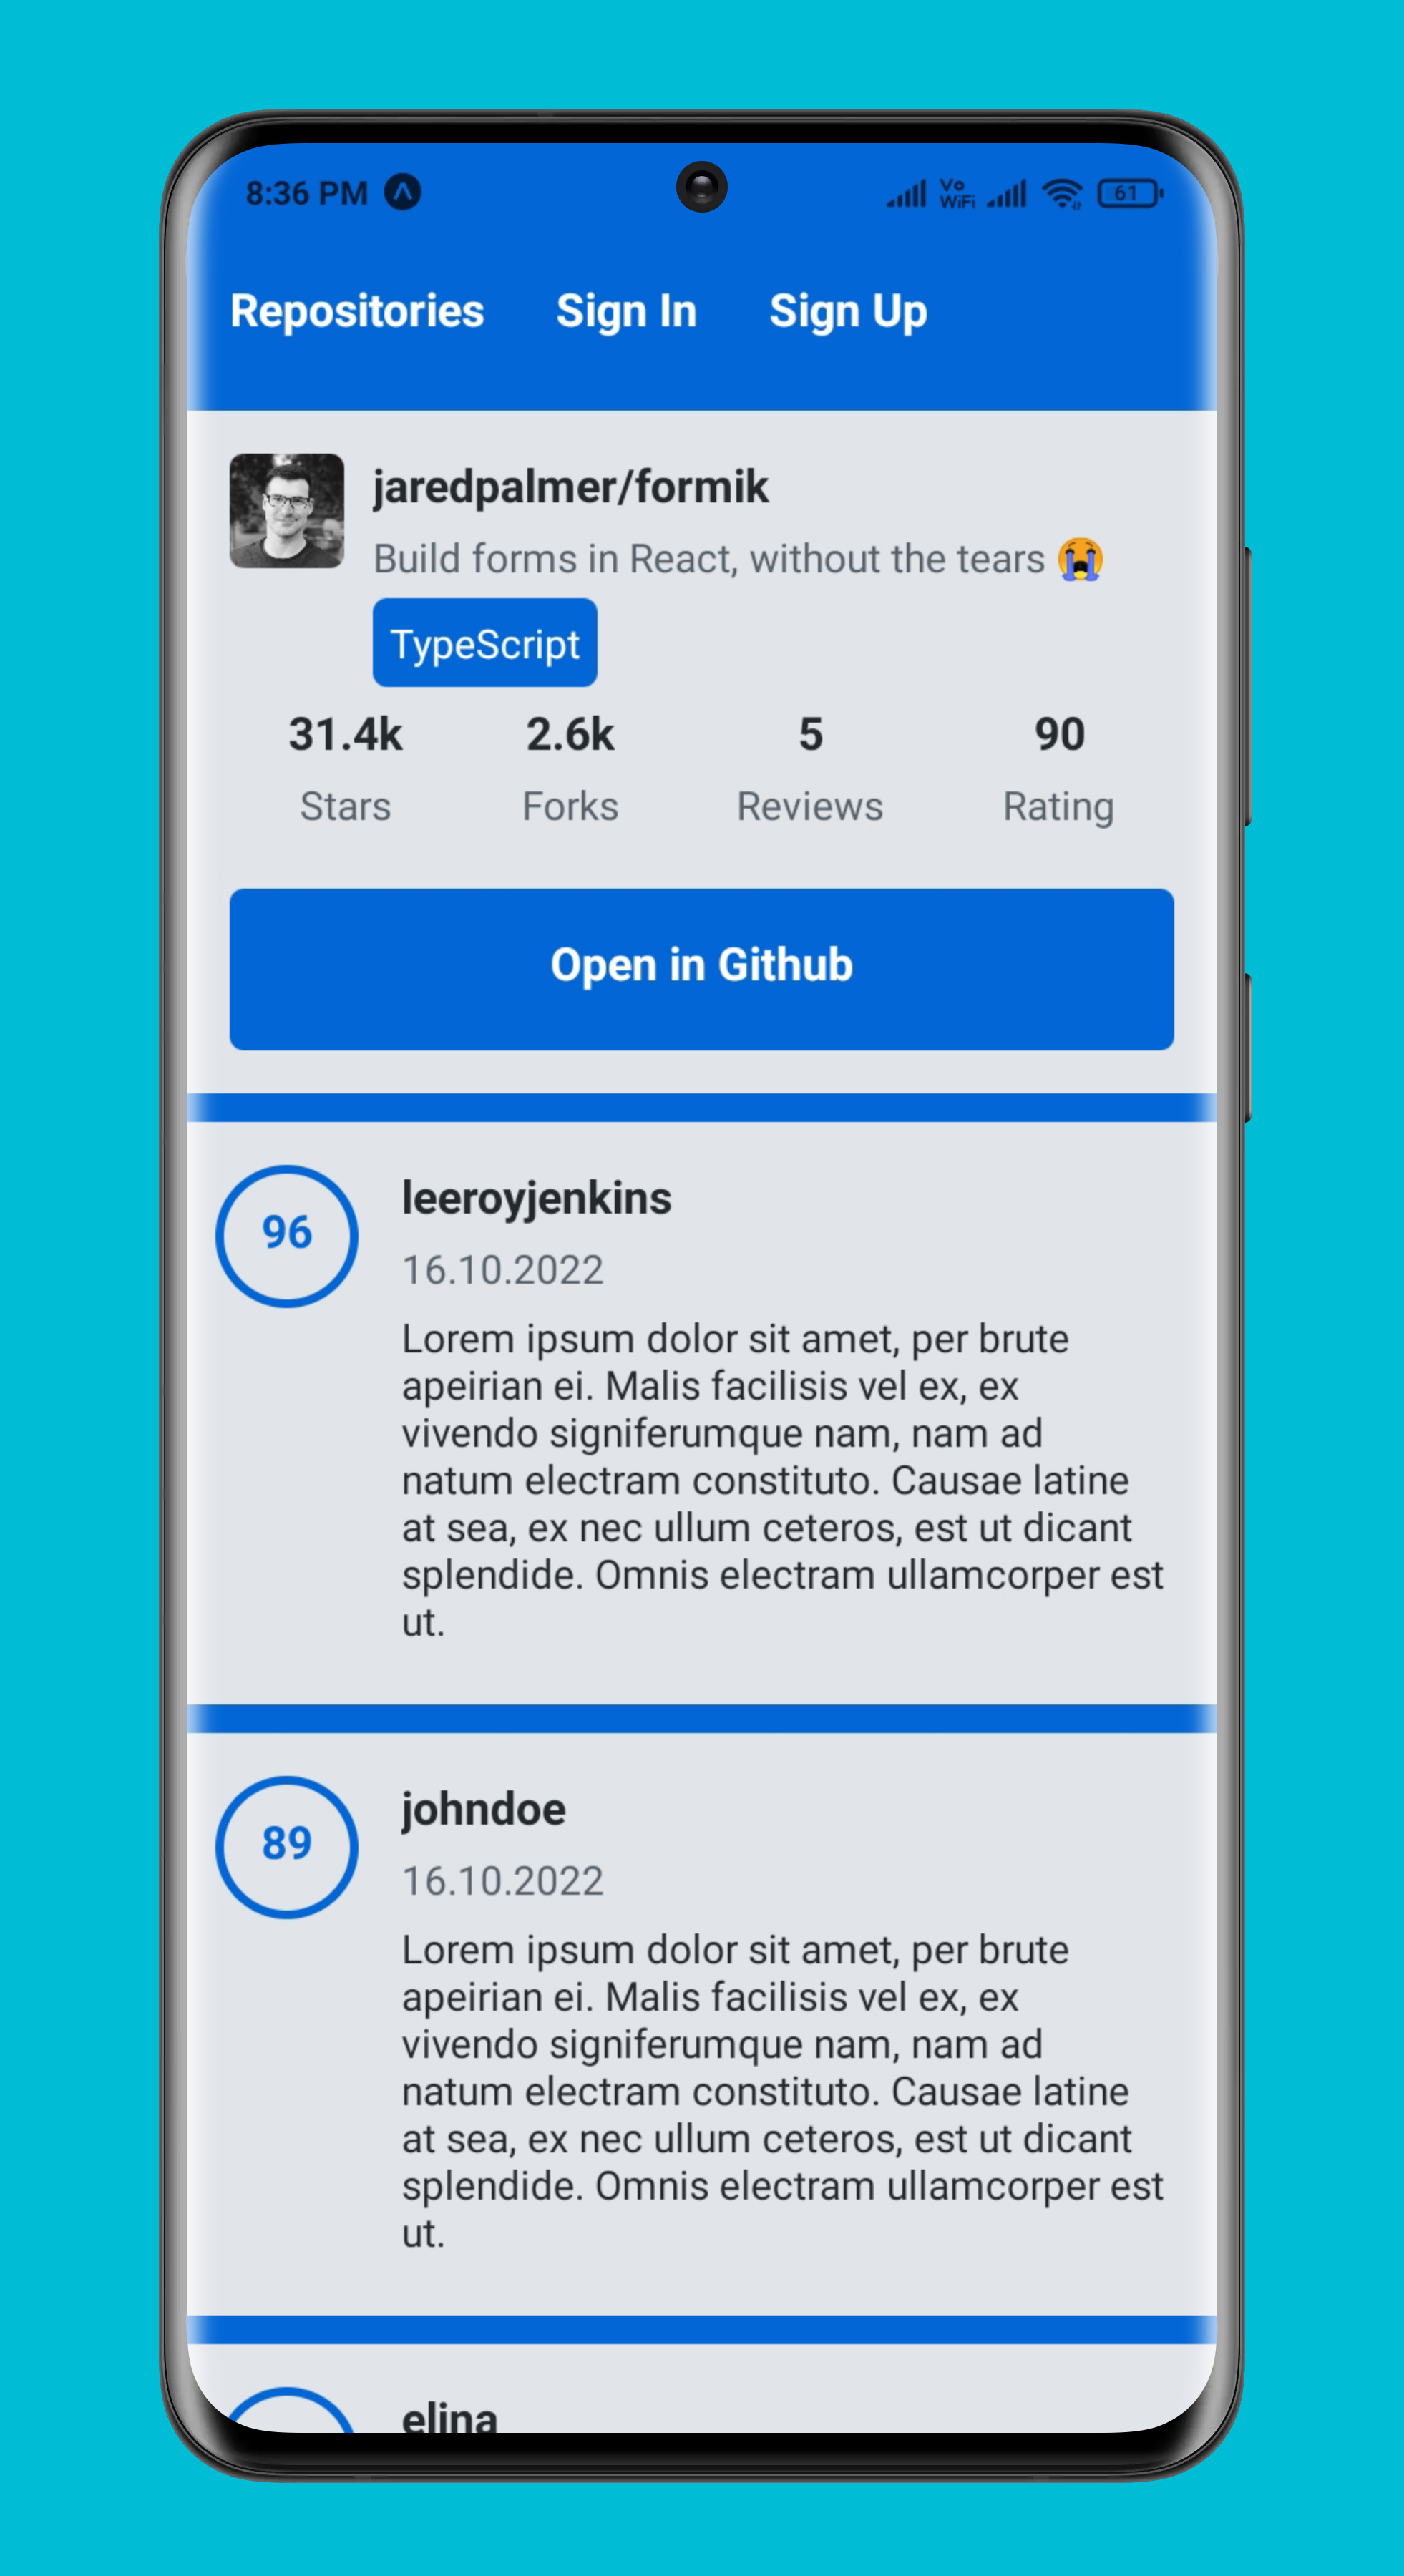 8:36 PM Vo WiFi 61
Repositories Sign In Sign Up
jaredpalmer/formik
Build forms in React, without the tears 😭
TypeScript
31.4k 2.6k 5 90
Stars Forks Reviews Rating
Open in Github
96
leeroyjenkins
16.10.2022
Lorem ipsum dolor sit amet, per brute
apeirian ei. Malis facilisis vel ex, ex
vivendo signiferumque nam, nam ad
natum electram constituto. Causae latine
at sea, ex nec ullum ceteros, est ut dicant
splendide. Omnis electram ullamcorper est
ut.
89
johndoe
16.10.2022
Lorem ipsum dolor sit amet, per brute
apeirian ei. Malis facilisis vel ex, ex
vivendo signiferumque nam, nam ad
natum electram constituto. Causae latine
at sea, ex nec ullum ceteros, est ut dicant
splendide. Omnis electram ullamcorper est
ut.
elina